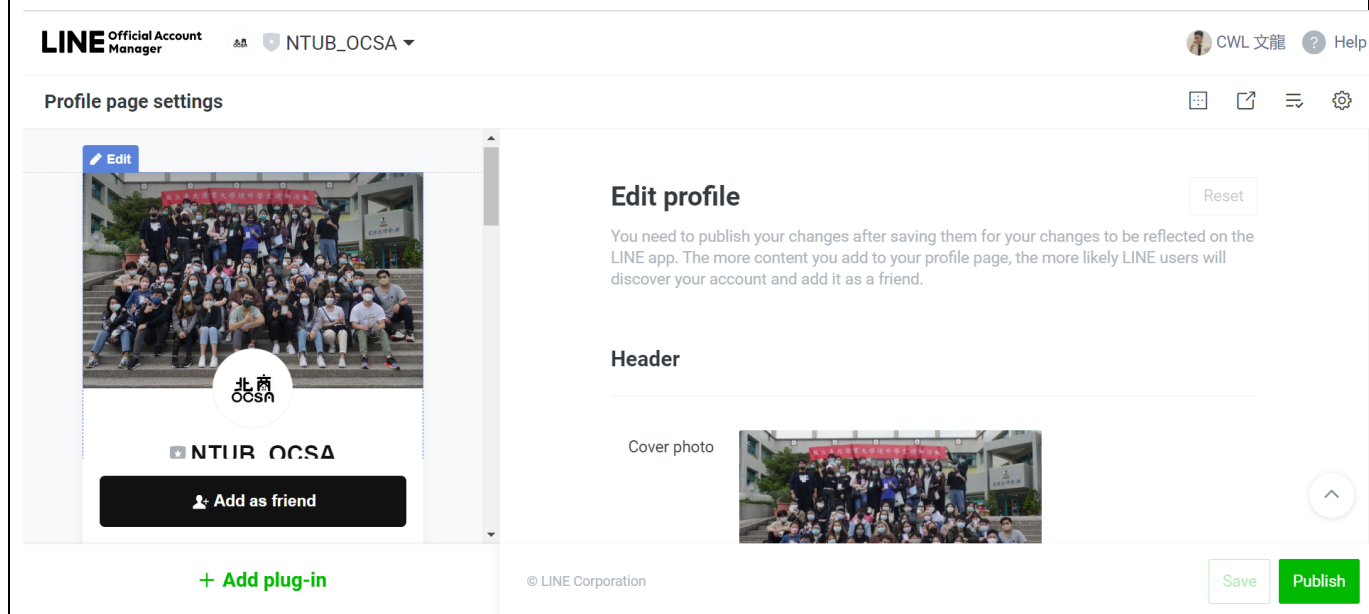 LINE Official Account Manager
NTUB_OCSA
CWL 文龍
? Help
Profile page settings
Edit
北商
OCSA
NTUB_OCSA
Add as friend
+ Add plug-in
Edit profile
Reset
You need to publish your changes after saving them for your changes to be reflected on the
LINE app. The more content you add to your profile page, the more likely LINE users will
discover your account and add it as a friend.
Header
Cover photo
© LINE Corporation
Save
Publish